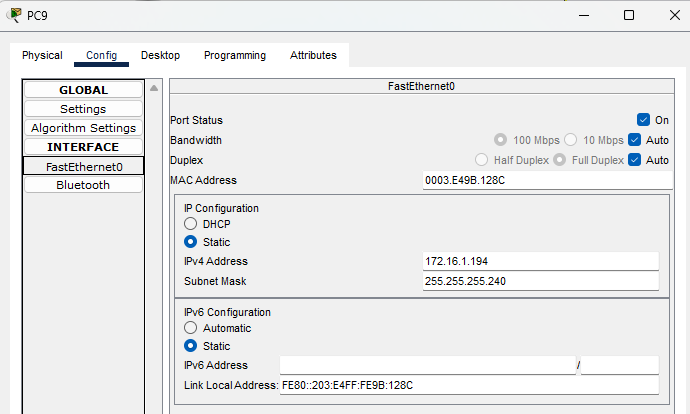 PC9
Physical Config Desktop Programming Attributes
GLOBAL
Settings
Algorithm Settings
INTERFACE
FastEthernet0
Bluetooth
FastEthernet0
Port Status On
Bandwidth 100 Mbps 10 Mbps Auto
Duplex Half Duplex Full Duplex Auto
MAC Address 0003.E49B.128C
IP Configuration
DHCP
Static
IPv4 Address 172.16.1.194
Subnet Mask 255.255.255.240
IPv6 Configuration
Automatic
Static
IPv6 Address /
Link Local Address: FE80::203:E4FF:FE9B:128C